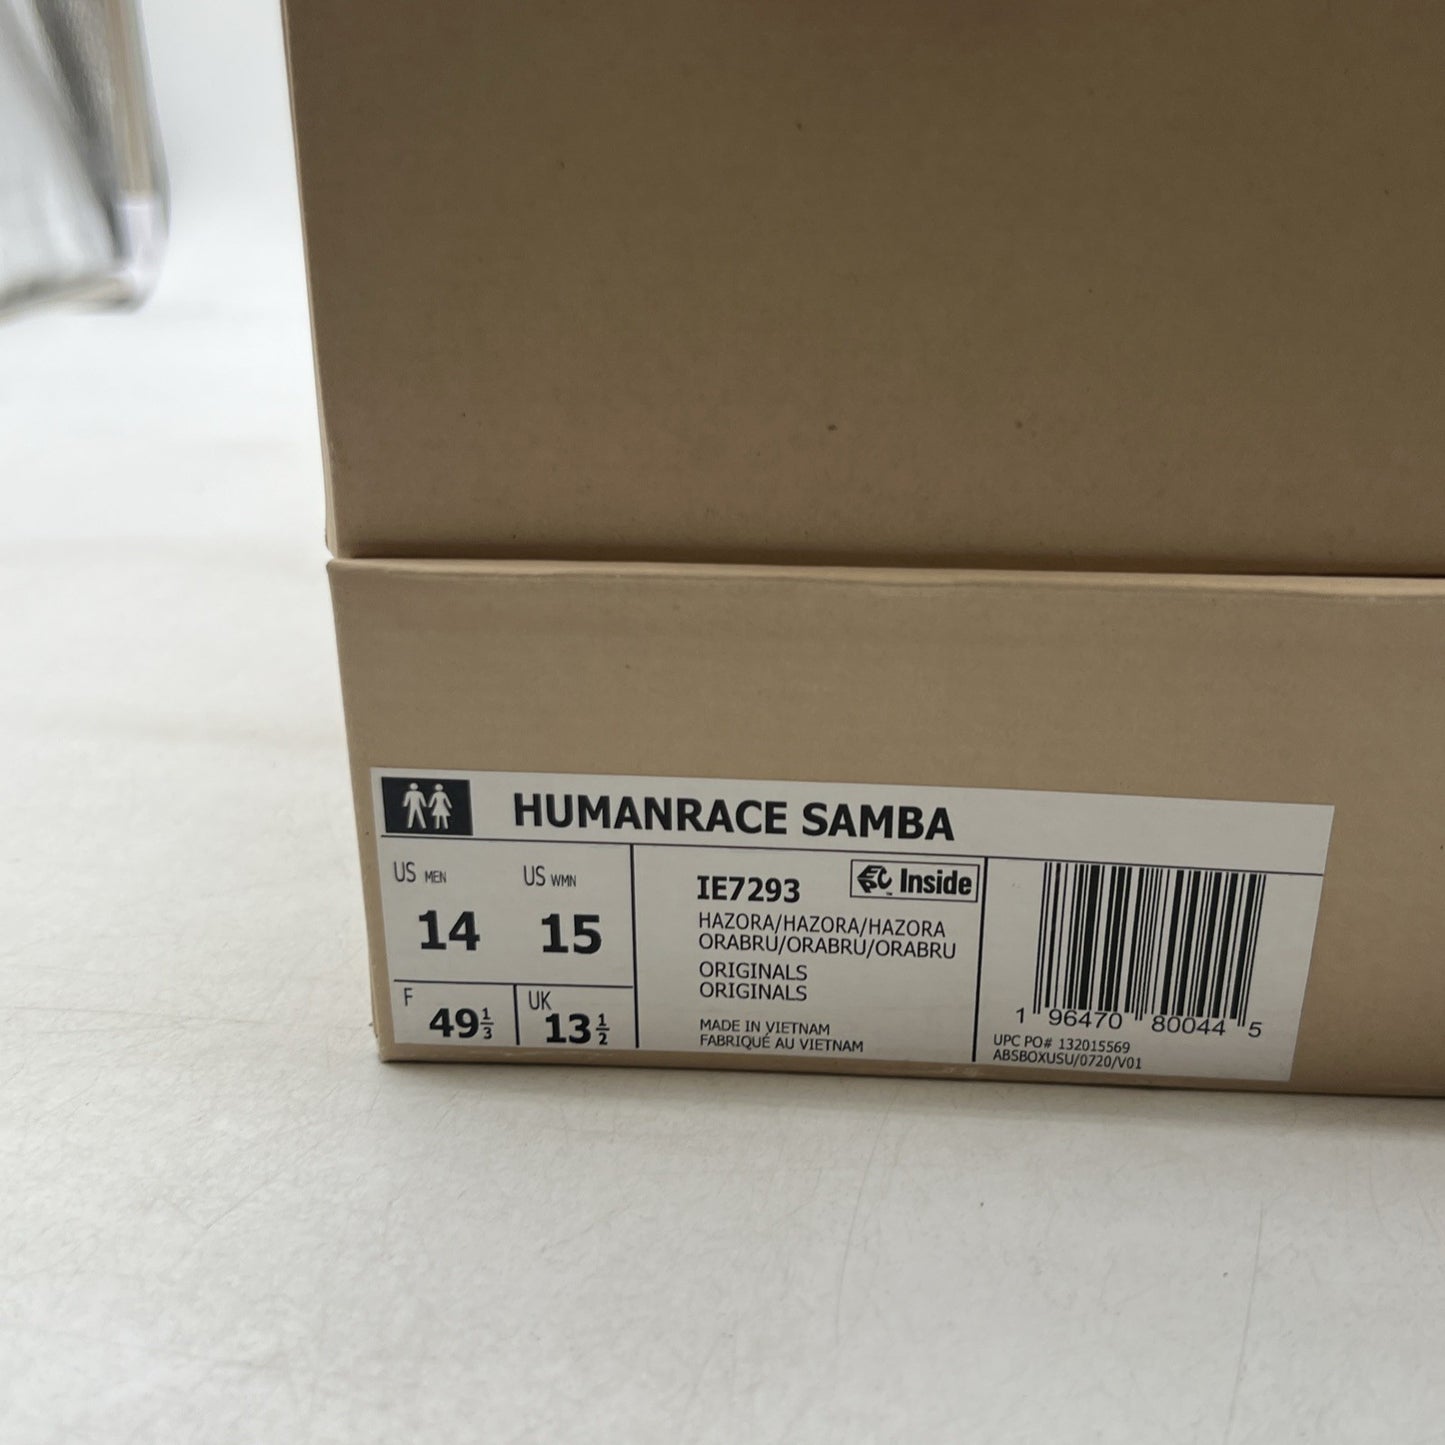 HUMANRACE SAMBA
US MEN
14
US WMN
15
F
49 1/3
UK
13 1/2
IE7293
EPC Inside
HAZORA/HAZORA/HAZORA
ORABRU/ORABRU/ORABRU
ORIGINALS
ORIGINALS
MADE IN VIETNAM
FABRIQUÉ AU VIETNAM
1 96470 80044 5
UPC PO# 132015569
ABSBOXUSU/0720/V01